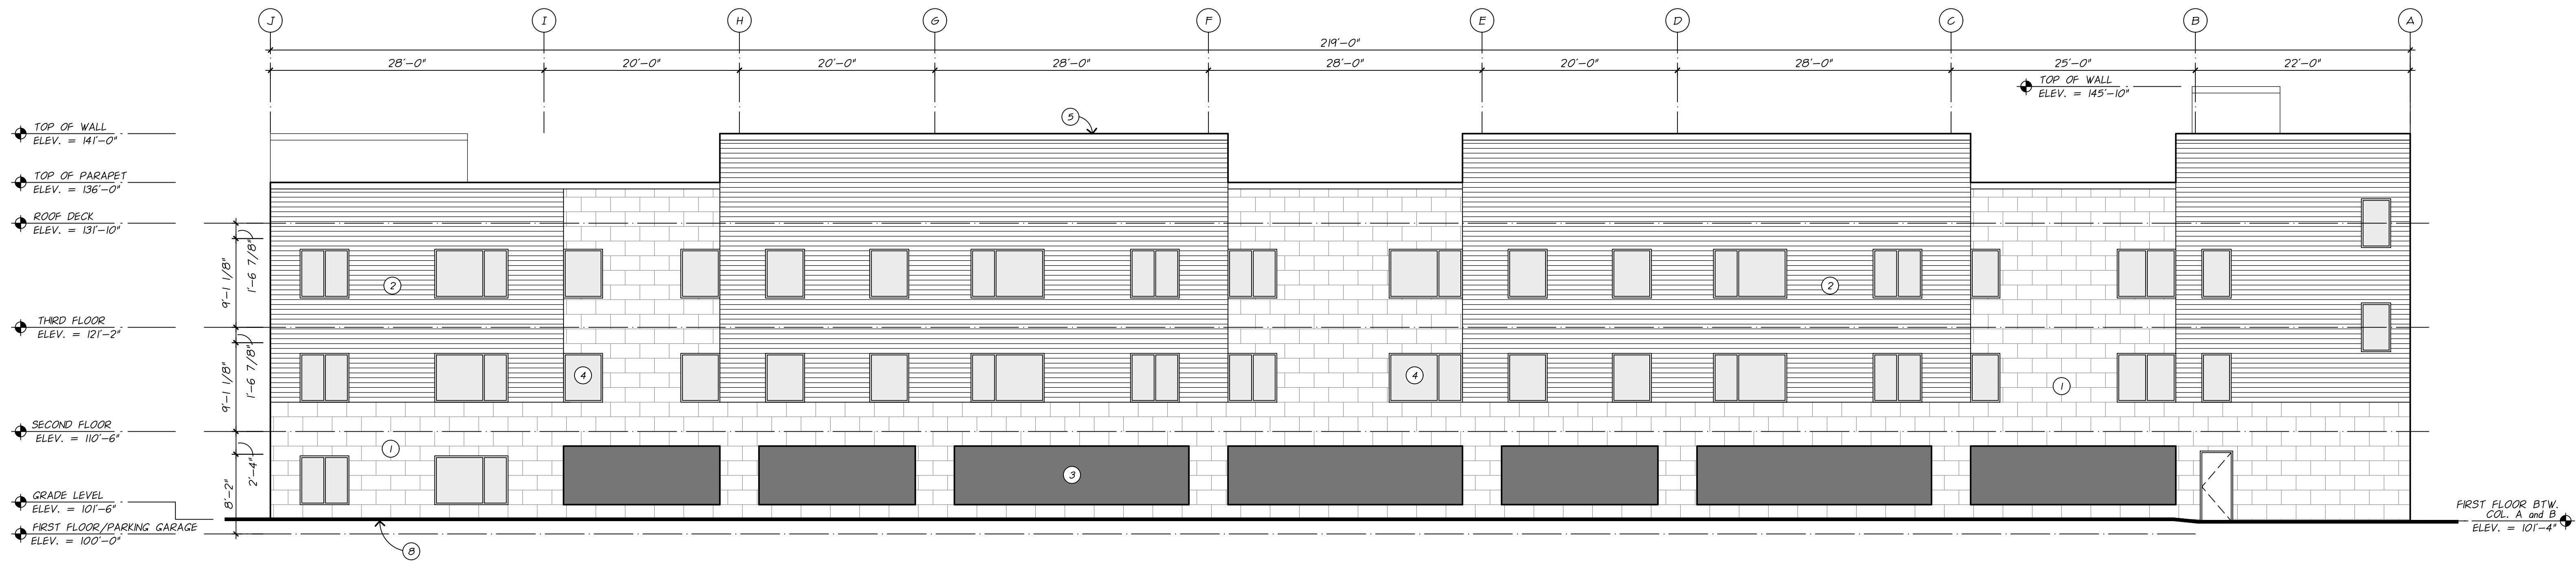 J I H G F E D C B A
219'-0"
28'-0" 20'-0" 20'-0" 28'-0" 28'-0" 20'-0" 28'-0" 25'-0" 22'-0"
TOP OF WALL
ELEV. = 145'-10"
5
TOP OF WALL
ELEV. = 141'-0"
TOP OF PARAPET
ELEV. = 136'-0"
ROOF DECK
ELEV. = 131'-10"
9'-1 1/8"
1'-6 7/8"
2
2
THIRD FLOOR
ELEV. = 121'-2"
9'-1 1/8"
1'-6 7/8"
4
4
1
SECOND FLOOR
ELEV. = 110'-6"
1
8'-2"
2'-4"
3
GRADE LEVEL
ELEV. = 101'-6"
FIRST FLOOR/PARKING GARAGE
ELEV. = 100'-0"
8
FIRST FLOOR BTW.
COL. A and B
ELEV. = 101'-4"